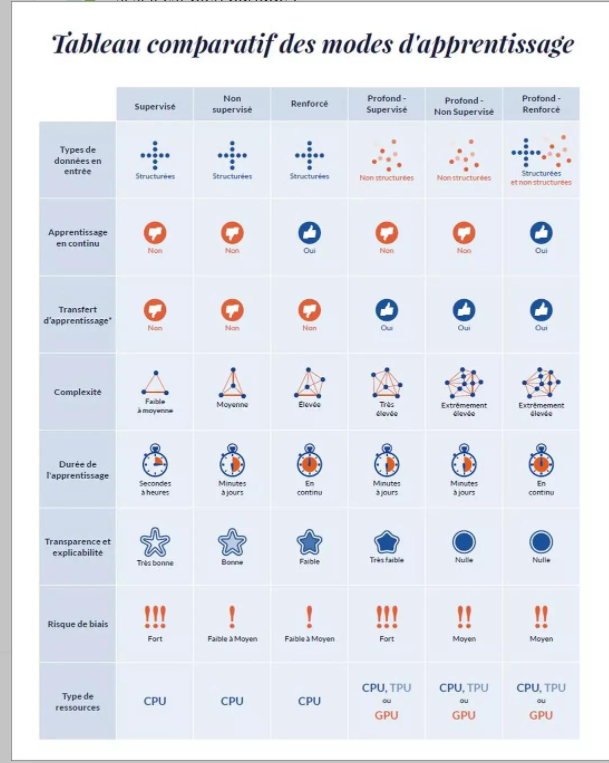 Tableau comparatif des modes d'apprentissage
Supervisé
Non
supervisé
Renforcé
Profond -
Supervisé
Profond -
Non Supervisé
Profond -
Renforcé
Types de
données en
entrée
Structurées
Structurées
Structurées
Non structurées
Non structurées
Structurées
et non structurées
Apprentissage
en continu
Non
Non
Oui
Non
Non
Oui
Transfert
d'apprentissage*
Non
Non
Non
Oui
Oui
Oui
Complexité
Faible
à moyenne
Moyenne
Élevée
Très
élevée
Extrêmement
élevée
Extrêmement
élevée
Durée de
l'apprentissage
Secondes
à heures
Minutes
à jours
En
continu
Minutes
à jours
Minutes
à jours
En
continu
Transparence et
explicabilité
Très bonne
Bonne
Faible
Très faible
Nulle
Nulle
Risque de biais
Fort
Faible à Moyen
Faible à Moyen
Fort
Moyen
Moyen
Type de
ressources
CPU
CPU
CPU
CPU, TPU
ou
GPU
CPU, TPU
ou
GPU
CPU, TPU
ou
GPU